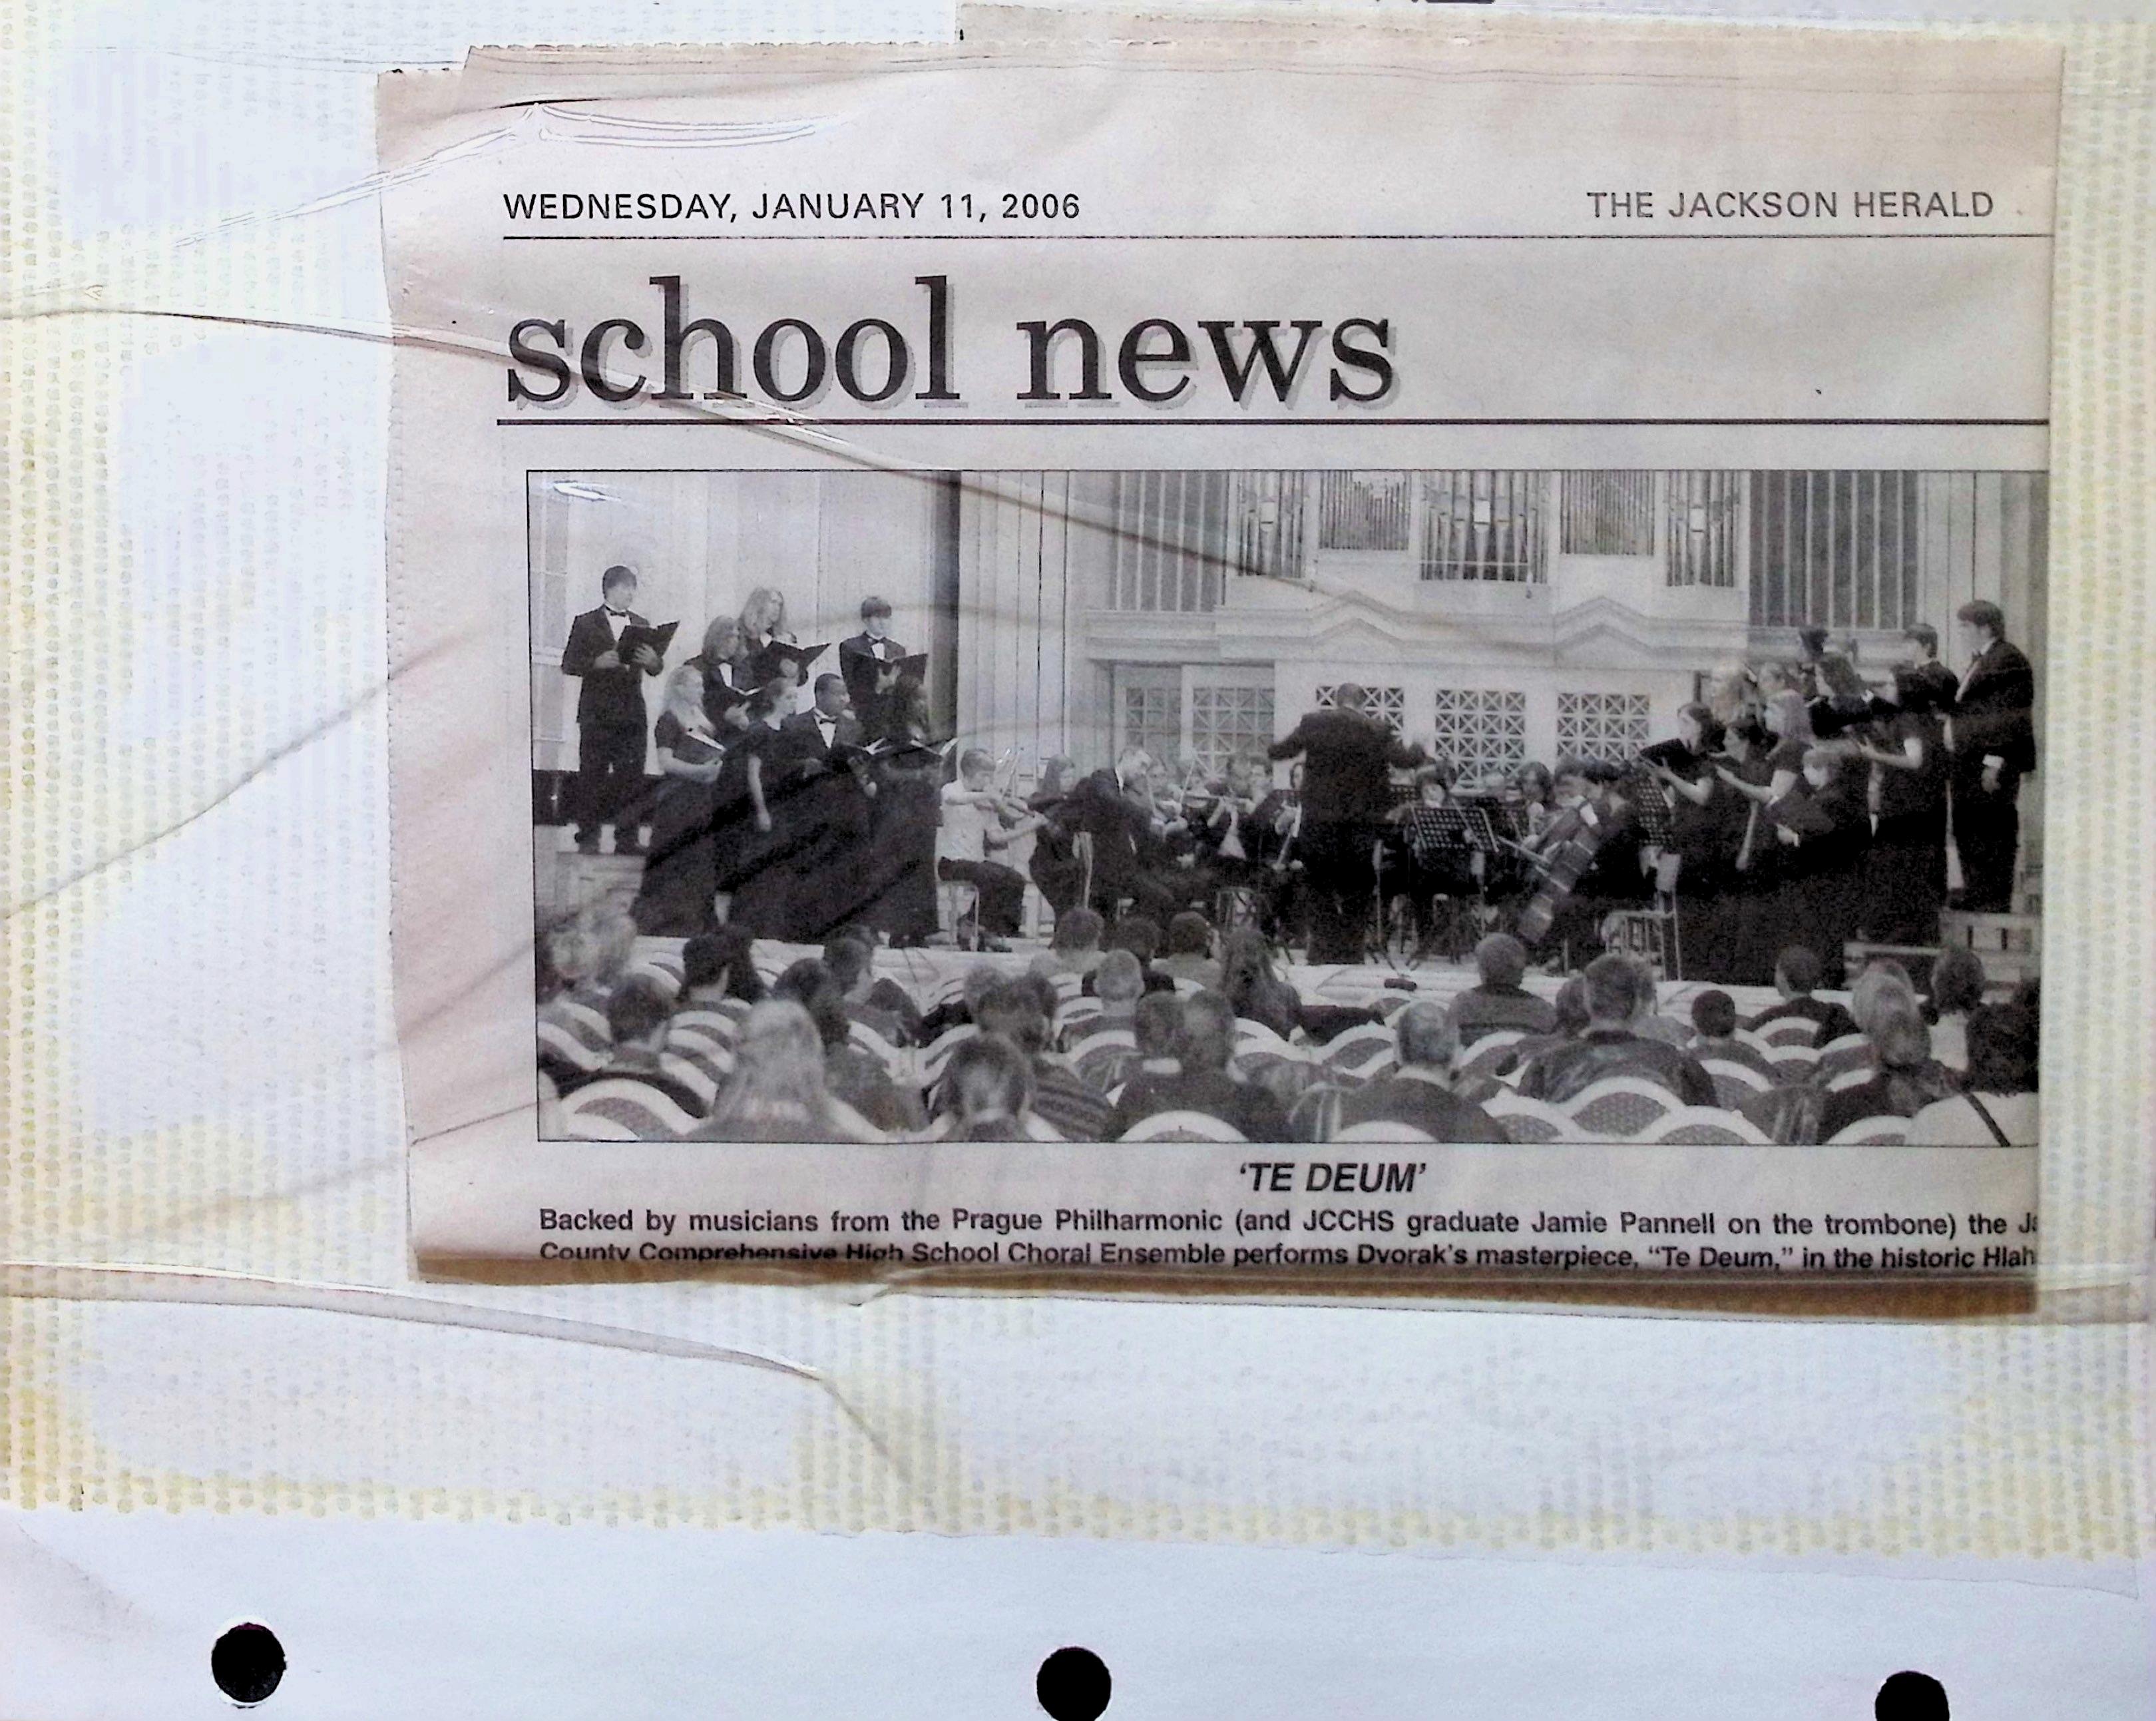 WEDNESDAY, JANUARY 11, 2006 THE JACKSON HERALD
school news
‘TE DEUM’
Backed by musicians from the Prague Philharmonic (and JCCHS graduate Jamie Pannell on the trombone) the
County Comprehensive High School Choral Ensemble performs Dvorak's masterpiece, “Te Deum,” in the historic Hlah